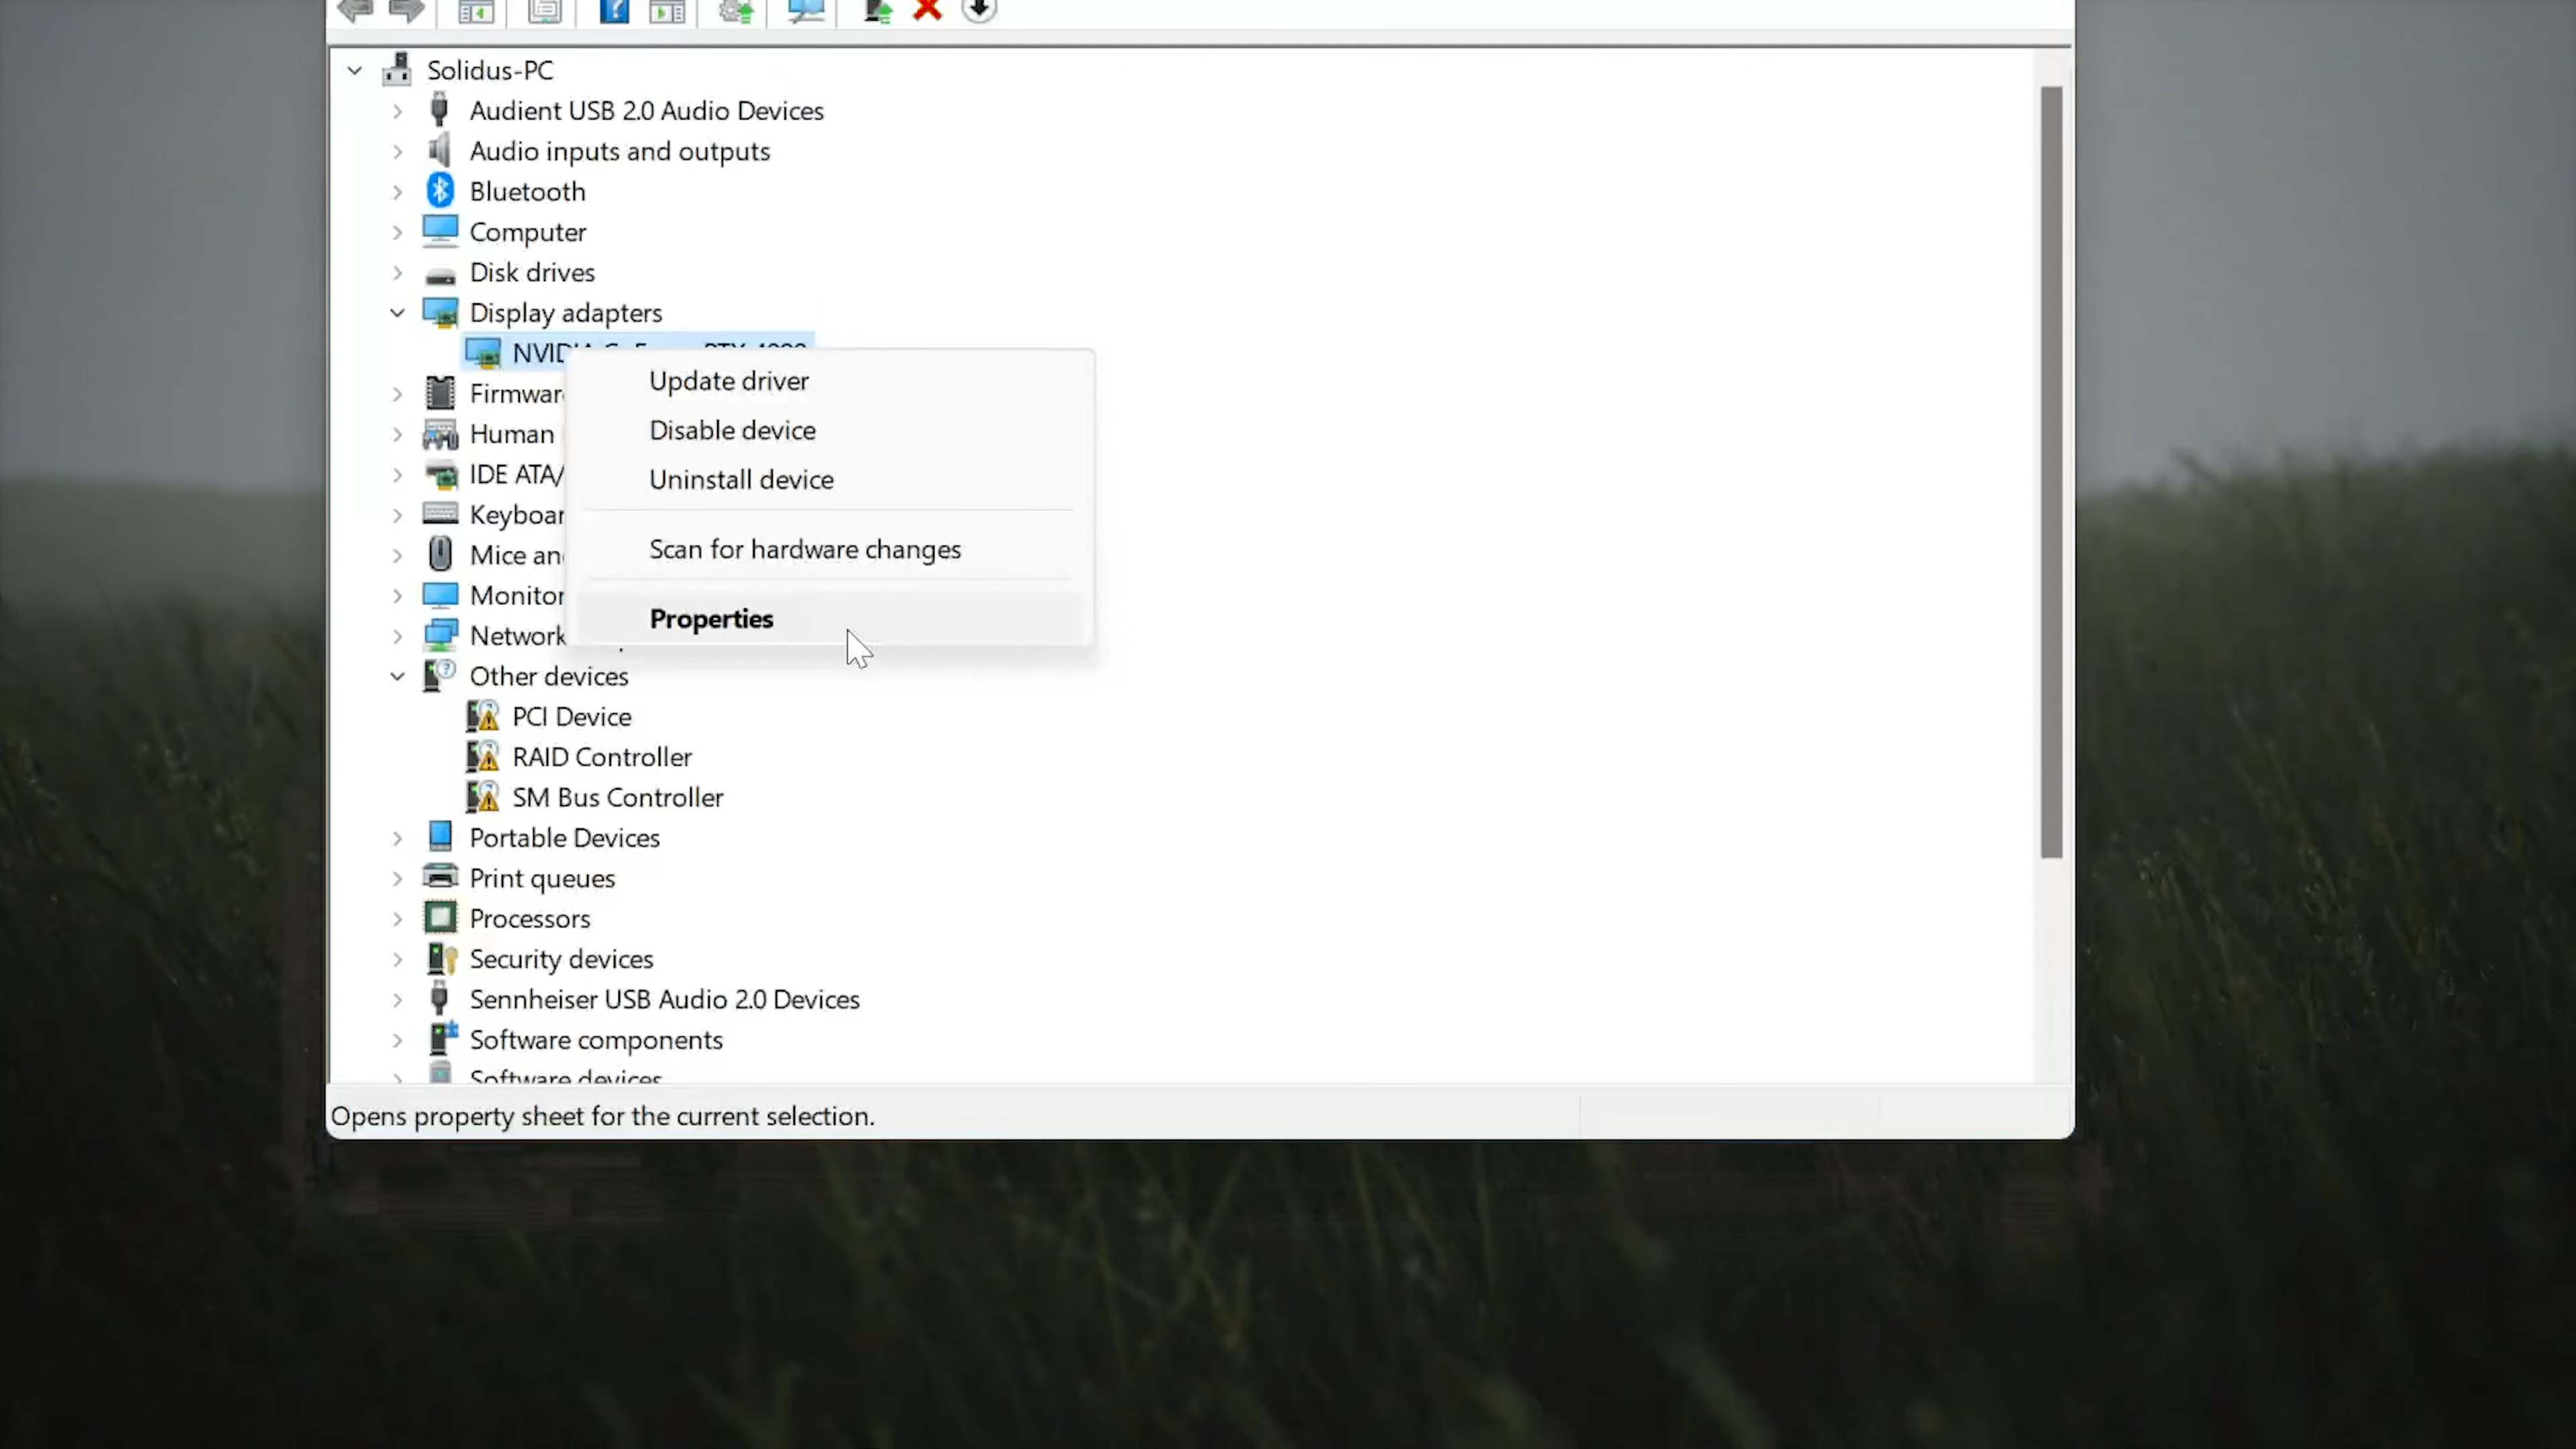 Solidus-PC
Audient USB 2.0 Audio Devices
Audio inputs and outputs
Bluetooth
Computer
Disk drives
Display adapters
Update driver
Disable device
Uninstall device
Scan for hardware changes
Properties
Firmwar
Human
IDE ATA/
Keyboar
Mice an
Monitor
Network
Other devices
PCI Device
RAID Controller
SM Bus Controller
Portable Devices
Print queues
Processors
Security devices
Sennheiser USB Audio 2.0 Devices
Software components
Software devices
Opens property sheet for the current selection.